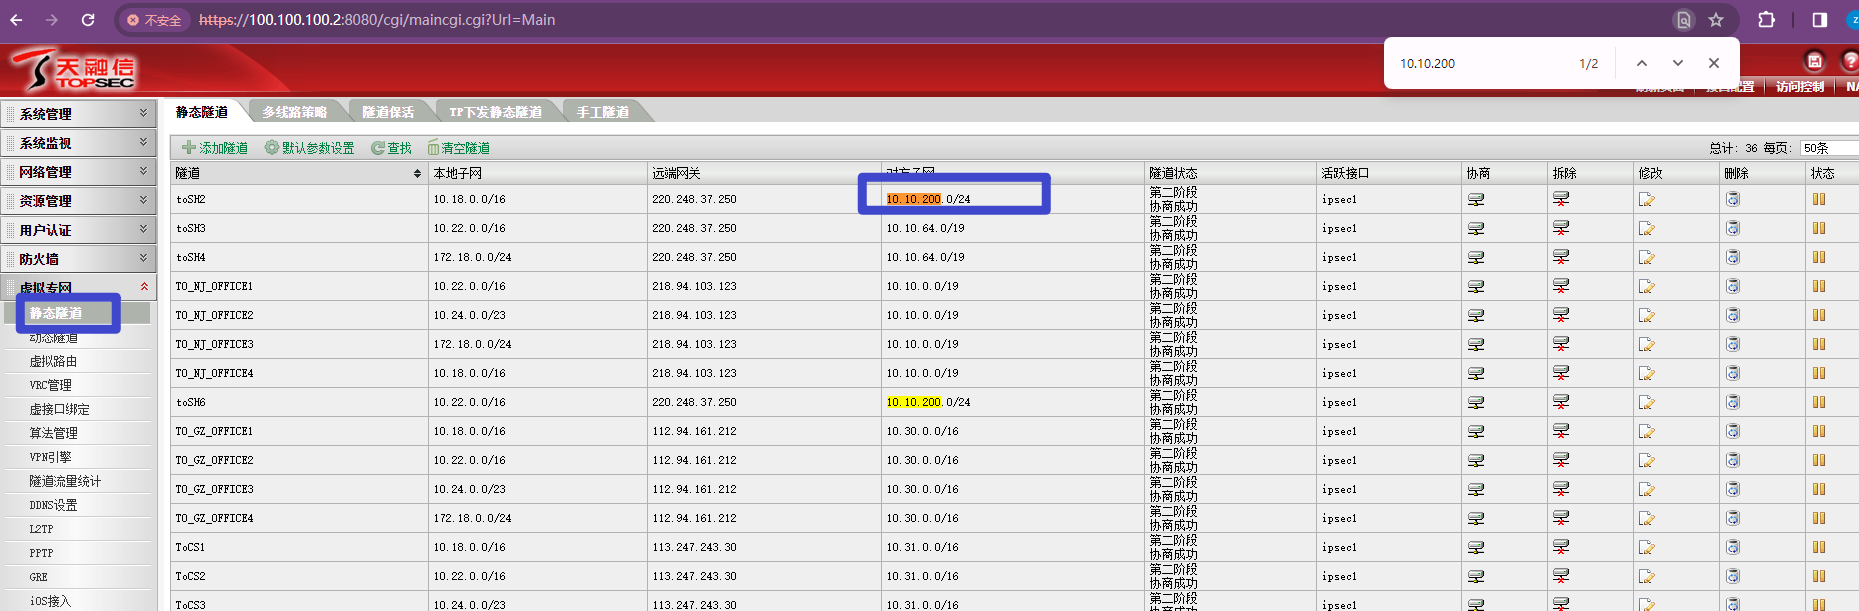 不安全 https://100.100.100.2:8080/cgi/maincgi.cgi?Url=Main
10.10.200 1/2
天融信
TOPSEC
访问控制
系统管理
系统监视
网络管理
资源管理
用户认证
防火墙
虚拟专网
静态隧道
动态隧道
虚拟路由
VRC管理
虚接口绑定
算法管理
VPN引擎
隧道流量统计
DDNS设置
L2TP
PPTP
GRE
iOS接入
静态隧道 多线路策略 隧道保活 TP下发静态隧道 手工隧道
添加隧道 默认参数设置 查找 清空隧道 总计: 36 每页: 50条
隧道 本地子网 远端网关 对方子网 隧道状态 活跃接口 协商 拆除 修改 删除 状态
toSH2 10.18.0.0/16 220.248.37.250 10.10.200.0/24 第二阶段协商成功 ipsec1
toSH3 10.22.0.0/16 220.248.37.250 10.10.64.0/19 第二阶段协商成功 ipsec1
toSH4 172.18.0.0/24 220.248.37.250 10.10.64.0/19 第二阶段协商成功 ipsec1
TO_NJ_OFFICE1 10.22.0.0/16 218.94.103.123 10.10.0.0/19 第二阶段协商成功 ipsec1
TO_NJ_OFFICE2 10.24.0.0/23 218.94.103.123 10.10.0.0/19 第二阶段协商成功 ipsec1
TO_NJ_OFFICE3 172.18.0.0/24 218.94.103.123 10.10.0.0/19 第二阶段协商成功 ipsec1
TO_NJ_OFFICE4 10.18.0.0/16 218.94.103.123 10.10.0.0/19 第二阶段协商成功 ipsec1
toSH6 10.22.0.0/16 220.248.37.250 10.10.200.0/24 第二阶段协商成功 ipsec1
TO_GZ_OFFICE1 10.18.0.0/16 112.94.161.212 10.30.0.0/16 第二阶段协商成功 ipsec1
TO_GZ_OFFICE2 10.22.0.0/16 112.94.161.212 10.30.0.0/16 第二阶段协商成功 ipsec1
TO_GZ_OFFICE3 10.24.0.0/23 112.94.161.212 10.30.0.0/16 第二阶段协商成功 ipsec1
TO_GZ_OFFICE4 172.18.0.0/24 112.94.161.212 10.30.0.0/16 第二阶段协商成功 ipsec1
ToCS1 10.18.0.0/16 113.247.243.30 10.31.0.0/16 第二阶段协商成功 ipsec1
ToCS2 10.22.0.0/16 113.247.243.30 10.31.0.0/16 第二阶段协商成功 ipsec1
ToCS3 10.24.0.0/23 113.247.243.30 10.31.0.0/16 第二阶段协商成功 ipsec1